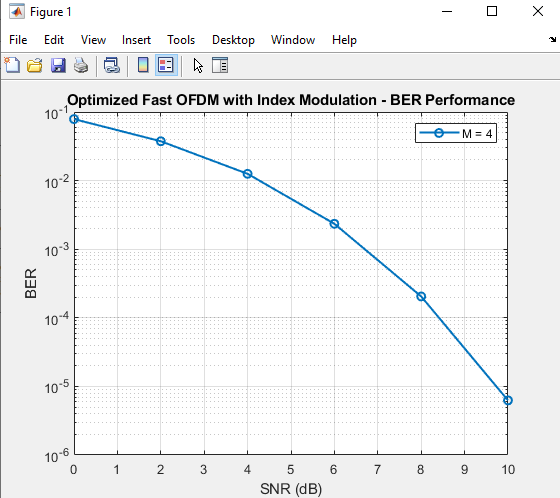 Figure 1
File Edit View Insert Tools Desktop Window Help
Optimized Fast OFDM with Index Modulation - BER Performance
M = 4
10^-1
10^-2
10^-3
10^-4
10^-5
10^-6
BER
0 1 2 3 4 5 6 7 8 9 10
SNR (dB)